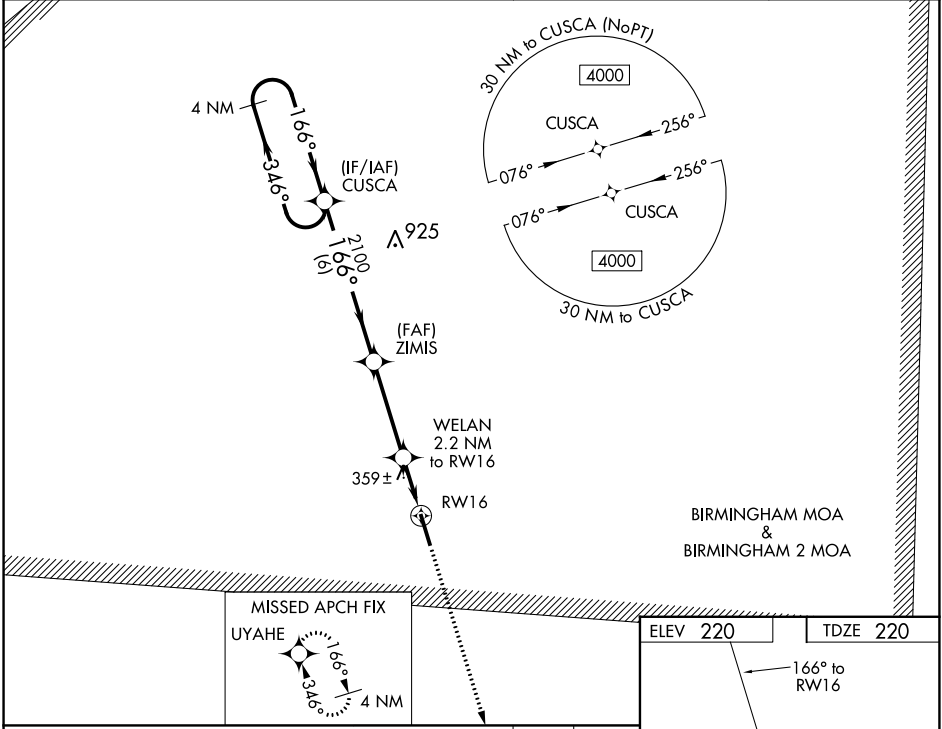 30 NM to CUSCA (NoPT)
4000
CUSCA
256°
076°
256°
076°
CUSCA
4000
30 NM to CUSCA
4 NM
166°
346°
(IF/IAF)
CUSCA
925
2100
166°
(6)
(FAF)
ZIMIS
WELAN
2.2 NM
to RW16
359±
RW16
BIRMINGHAM MOA
&
BIRMINGHAM 2 MOA
MISSED APCH FIX
UYAHE
166°
346°
4 NM
ELEV 220
TDZE 220
166° to
RW16